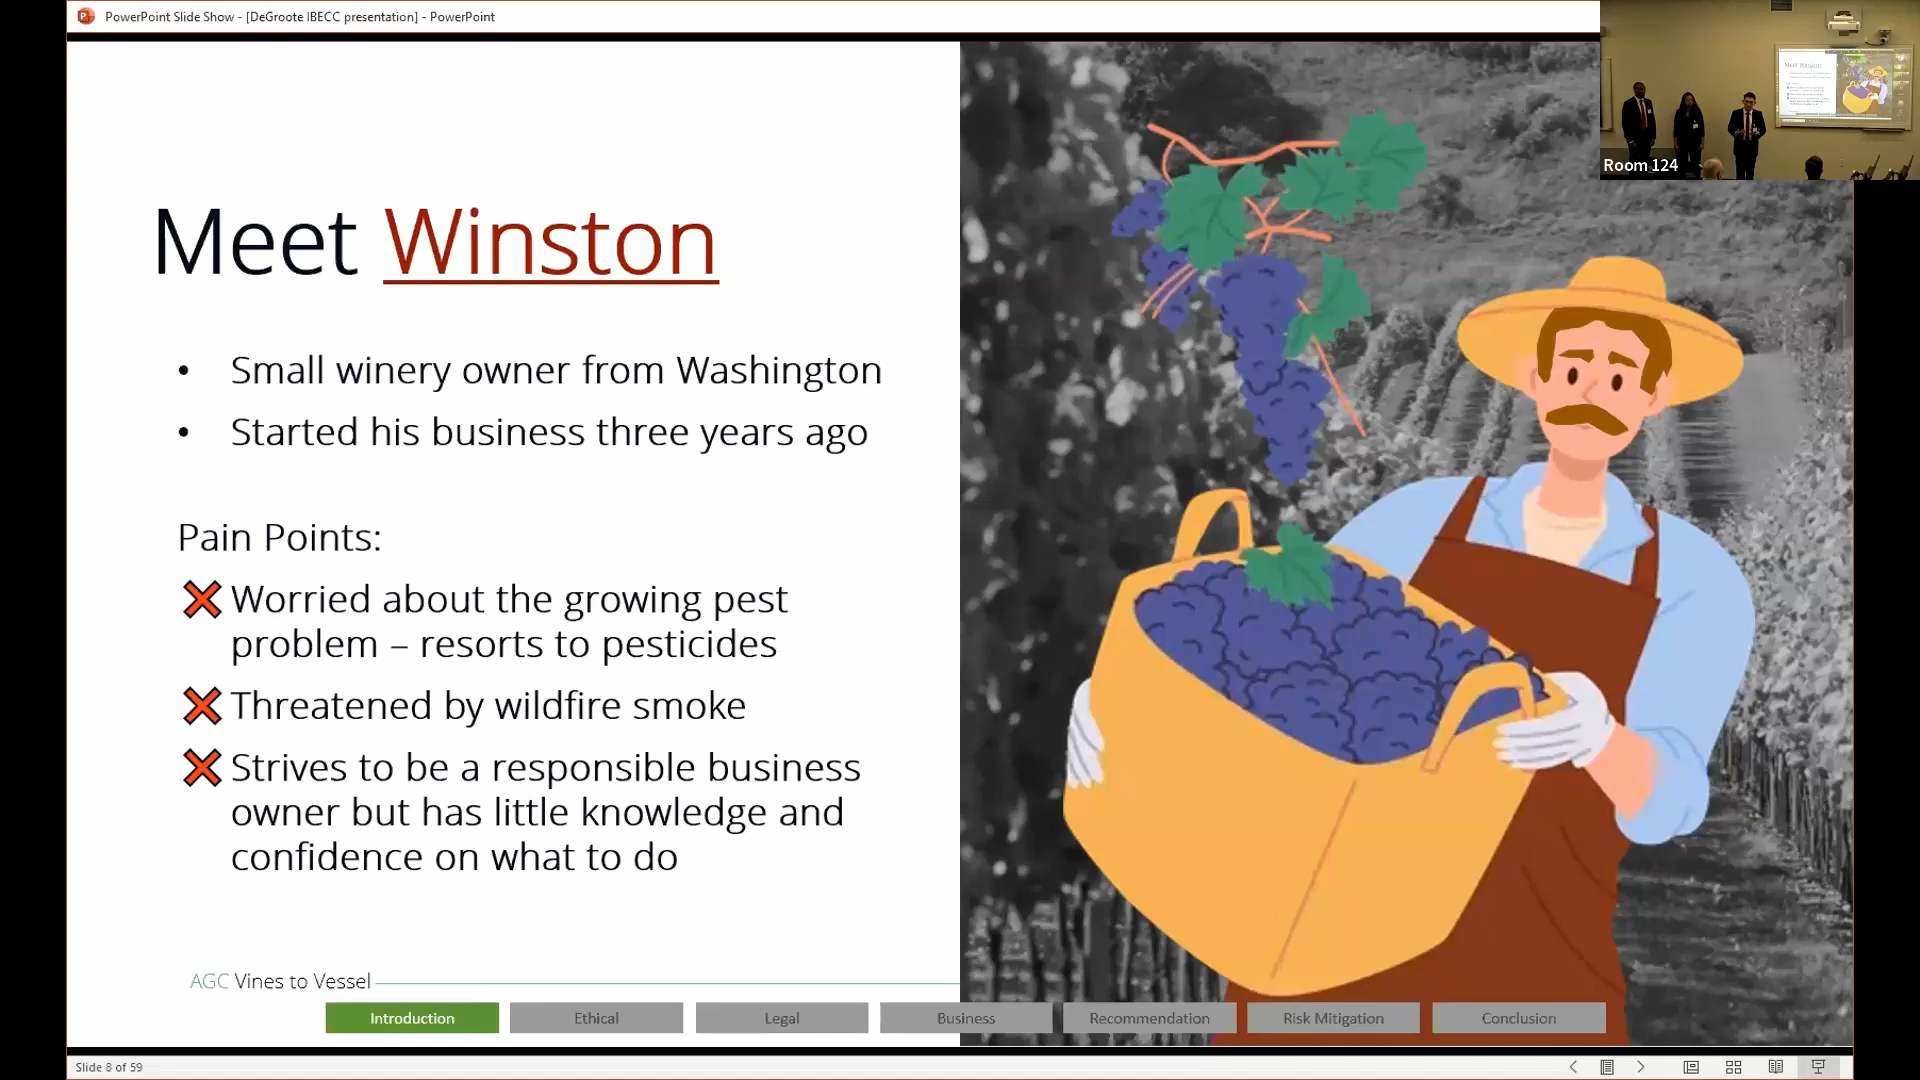 PowerPoint Slide Show - [DeGroote IBECC presentation] - PowerPoint
Room 124
Meet Winston
• Small winery owner from Washington
• Started his business three years ago
Pain Points:
Worried about the growing pest
problem – resorts to pesticides
Threatened by wildfire smoke
Strives to be a responsible business
owner but has little knowledge and
confidence on what to do
AGC Vines to Vessel
Introduction Ethical Legal Business Recommendation Risk Mitigation Conclusion
Slide 8 of 59